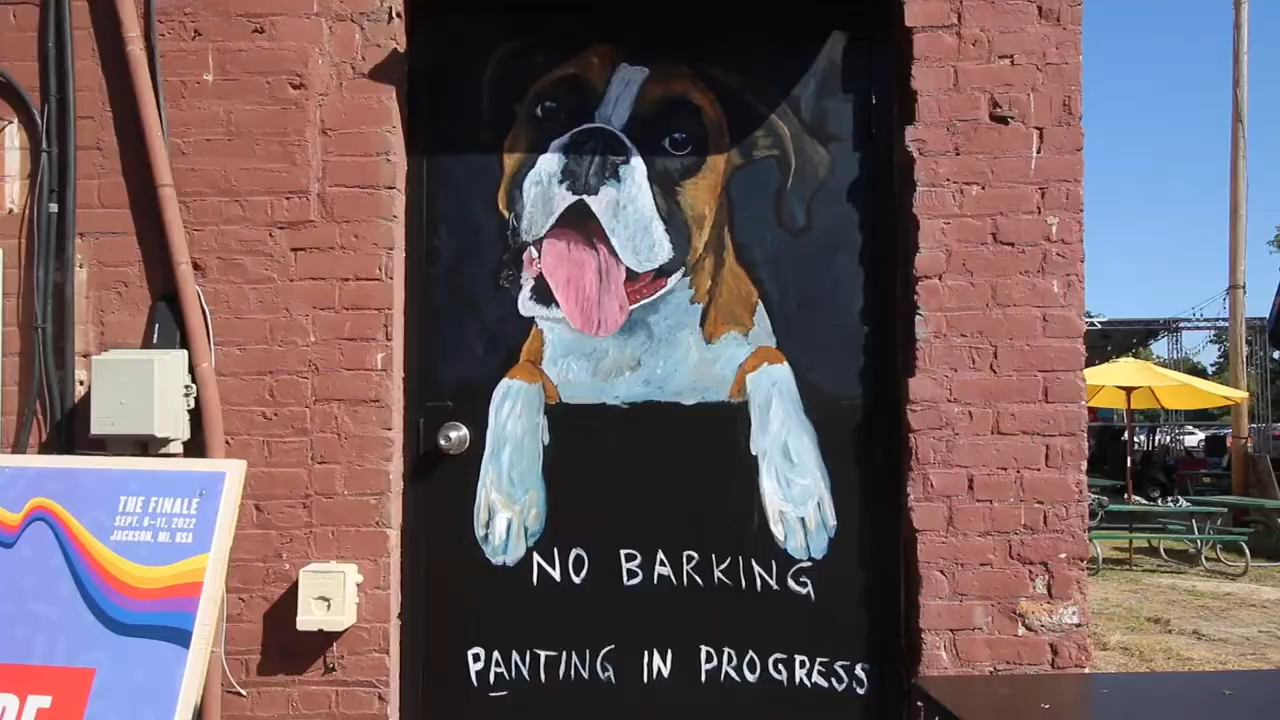 THE FINALE
SEPT. 8–11, 2022
JACKSON, MI. USA
NO BARKING
PANTING IN PROGRESS